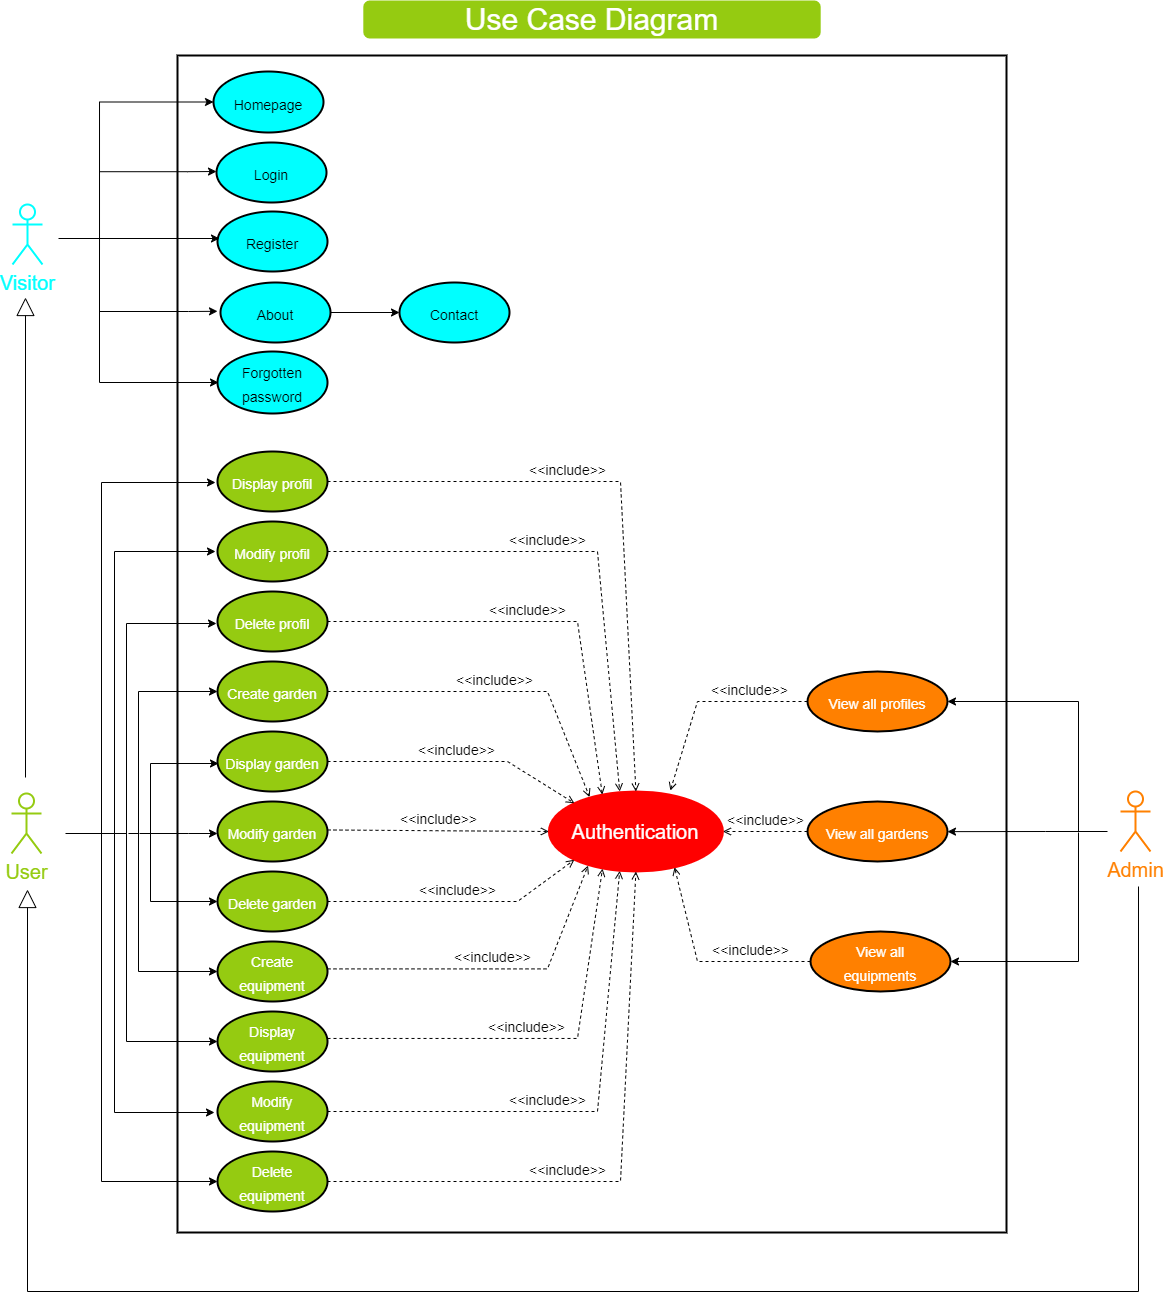 Use Case Diagram
Homepage
Login
Register
Visitor
About
Contact
Forgotten
password
<<include>>
Display profil
<<include>>
Modify profil
<<include>>
Delete profil
<<include>>
Create garden
<<include>>
View all profiles
<<include>>
Display garden
<<include>>
Modify garden
Authentication
<<include>>
View all gardens
User
Admin
<<include>>
Delete garden
<<include>>
Create
equipment
<<include>>
View all
equipments
<<include>>
Display
equipment
<<include>>
Modify
equipment
<<include>>
Delete
equipment